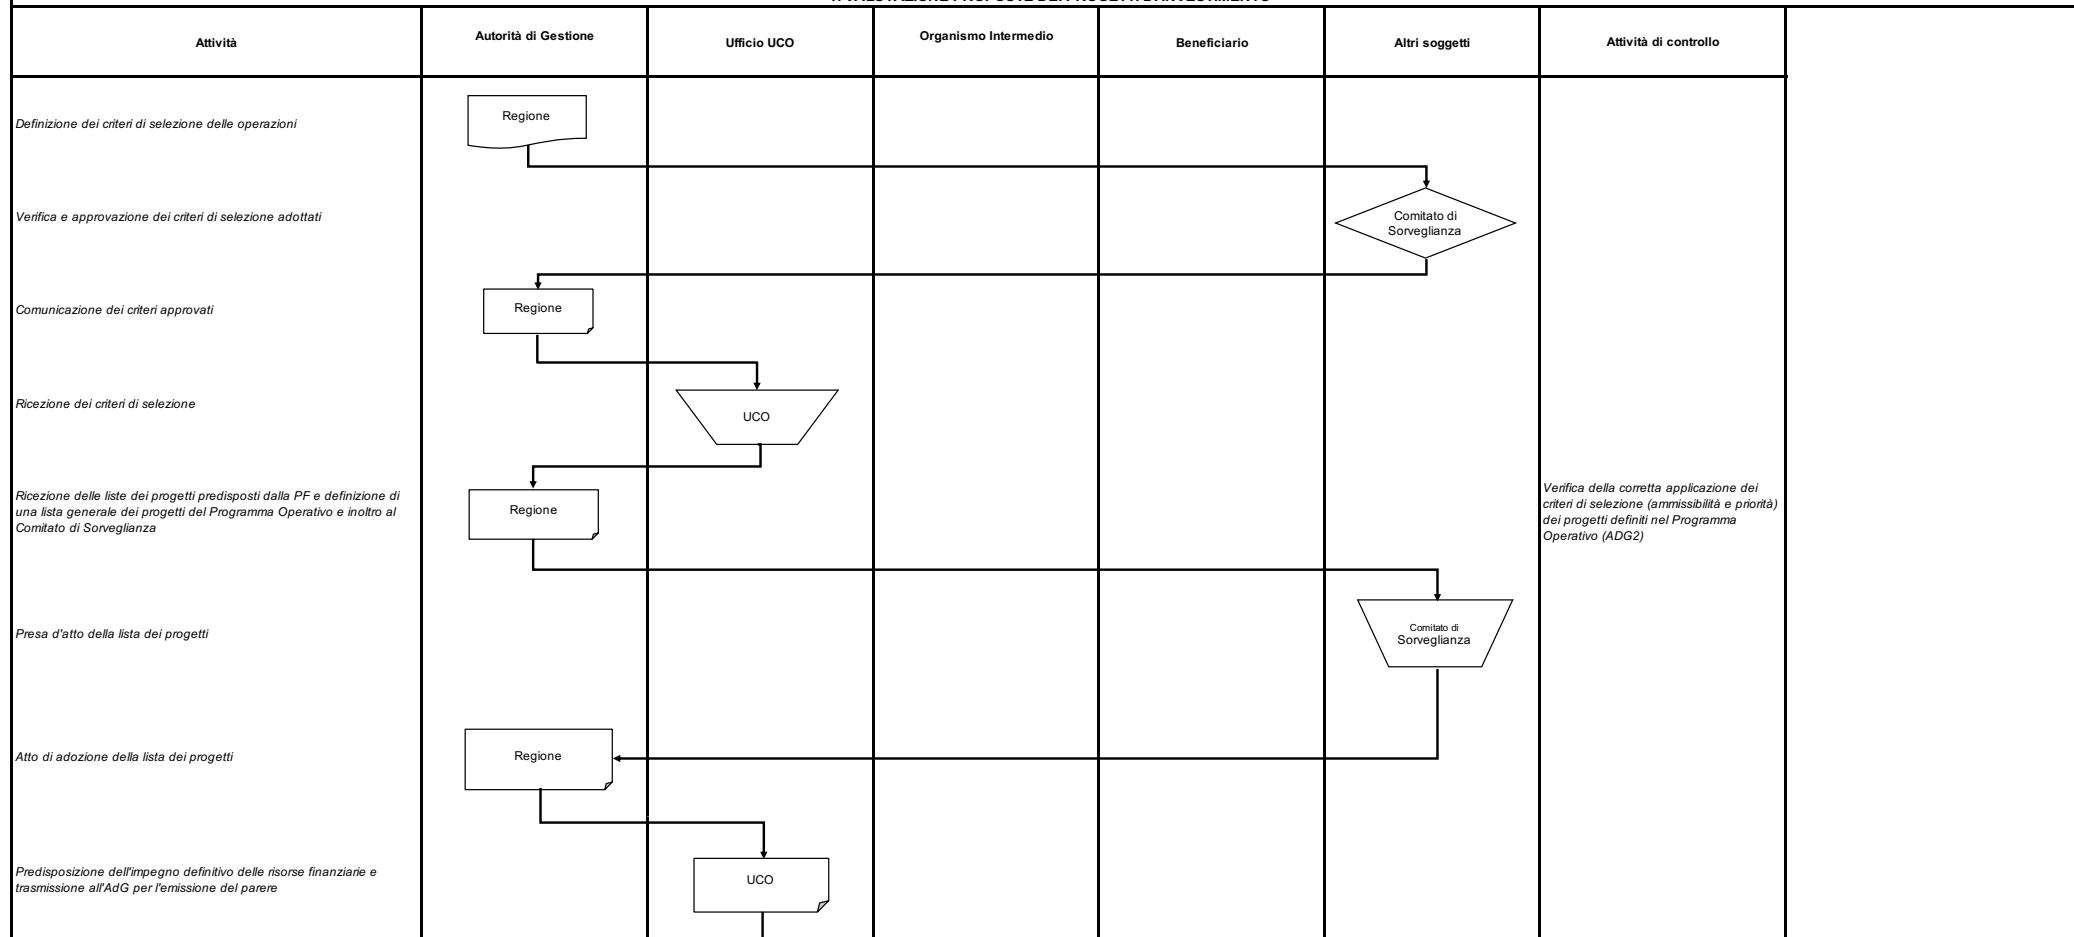 Attività
Autorità di Gestione
Ufficio UCO
Organismo Intermedio
Beneficiario
Altri soggetti
Attività di controllo
Definizione dei criteri di selezione delle operazioni
Regione
Verifica e approvazione dei criteri di selezione adottati
Comitato di
Sorveglianza
Comunicazione dei criteri approvati
Regione
Ricezione dei criteri di selezione
UCO
Ricezione delle liste dei progetti predisposti dalla PF e definizione di
una lista generale dei progetti del Programma Operativo e inoltro al
Comitato di Sorveglianza
Regione
Verifica della corretta applicazione dei
criteri di selezione (ammissibilità e priorità)
dei progetti definiti nel Programma
Operativo (ADG2)
Presa d'atto della lista dei progetti
Comitato di
Sorveglianza
Atto di adozione della lista dei progetti
Regione
Predisposizione dell'impegno definitivo delle risorse finanziarie e
trasmissione all'AdG per l'emissione del parere
UCO